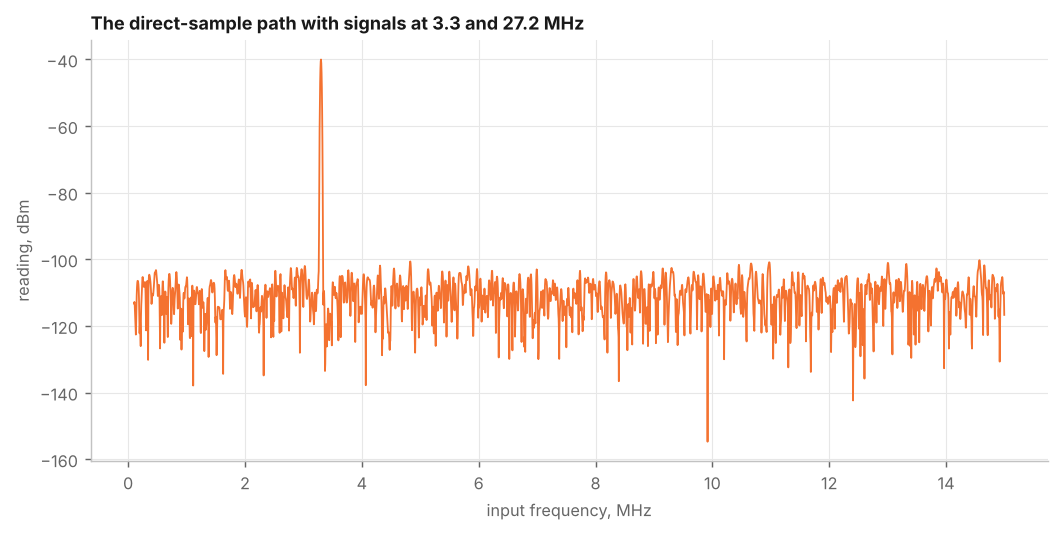 The direct-sample path with signals at 3.3 and 27.2 MHz
−40
−60
−80
−100
−120
−140
−160
reading, dBm
0 2 4 6 8 10 12 14
input frequency, MHz